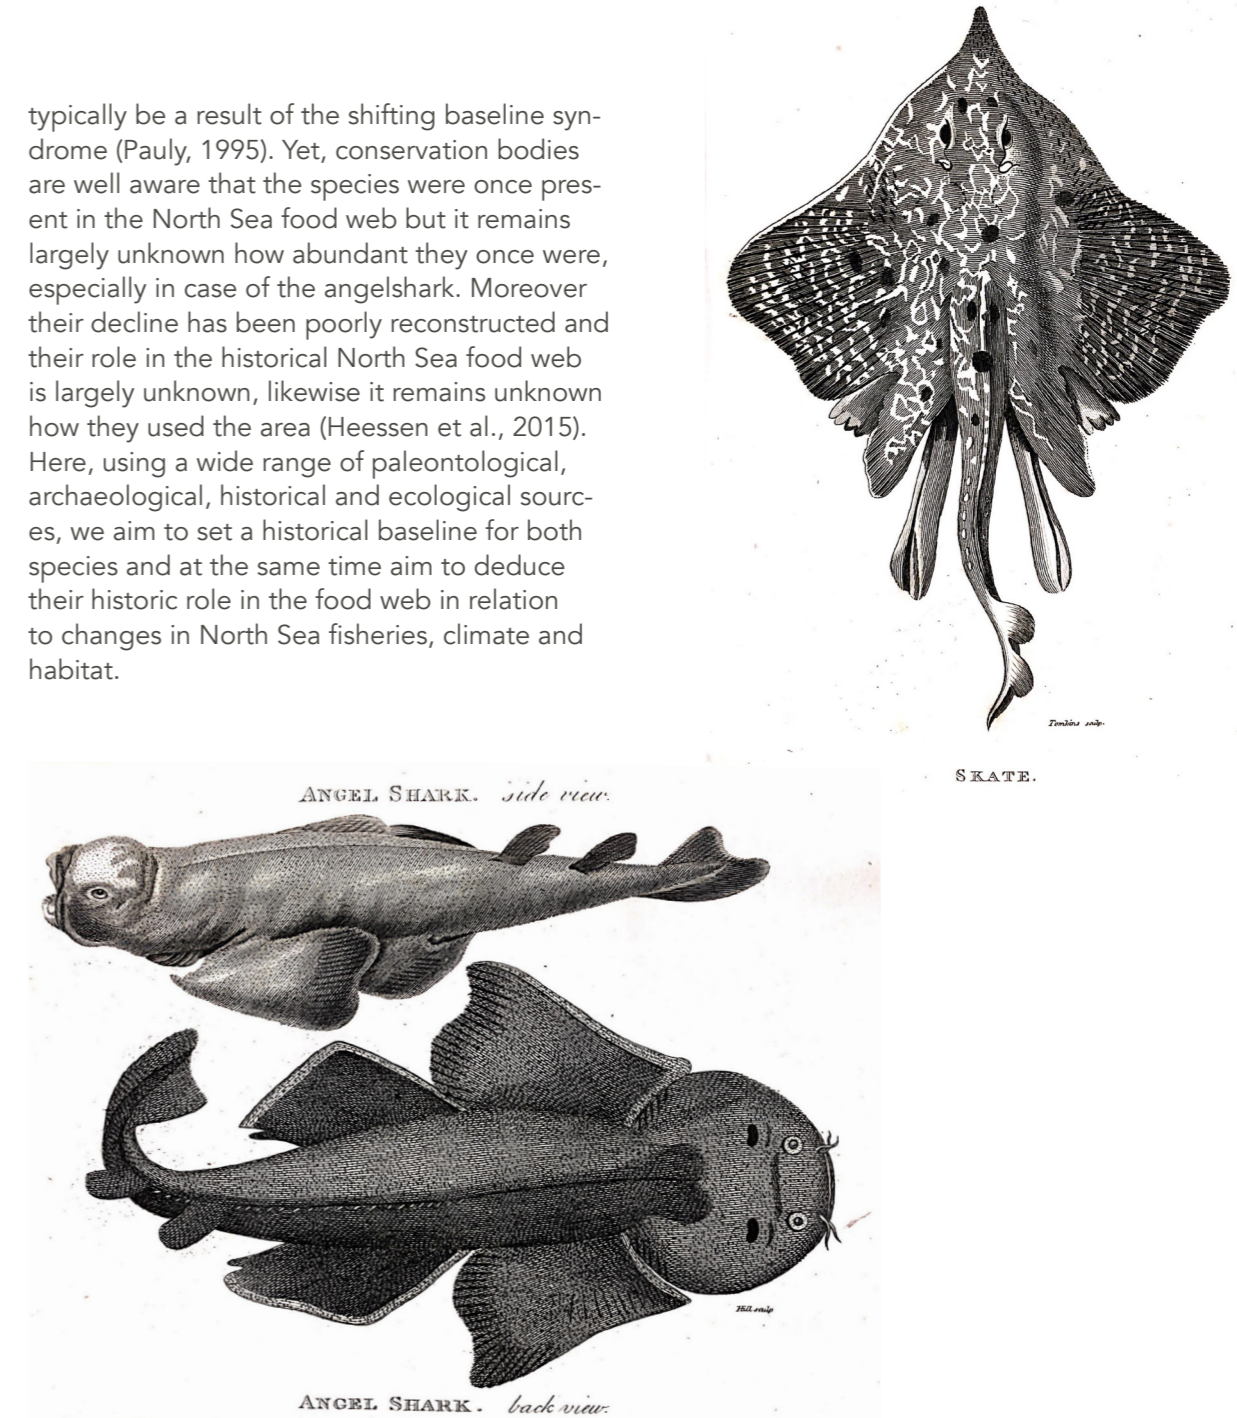 typically be a result of the shifting baseline syn-
drome (Pauly, 1995). Yet, conservation bodies
are well aware that the species were once pres-
ent in the North Sea food web but it remains
largely unknown how abundant they once were,
especially in case of the angelshark. Moreover
their decline has been poorly reconstructed and
their role in the historical North Sea food web
is largely unknown, likewise it remains unknown
how they used the area (Heessen et al., 2015).
Here, using a wide range of paleontological,
archaeological, historical and ecological sourc-
es, we aim to set a historical baseline for both
species and at the same time aim to deduce
their historic role in the food web in relation
to changes in North Sea fisheries, climate and
habitat.
Tomkins sculp.
SKATE.
ANGEL SHARK. side view.
Hill sculp
ANGEL SHARK. back view.